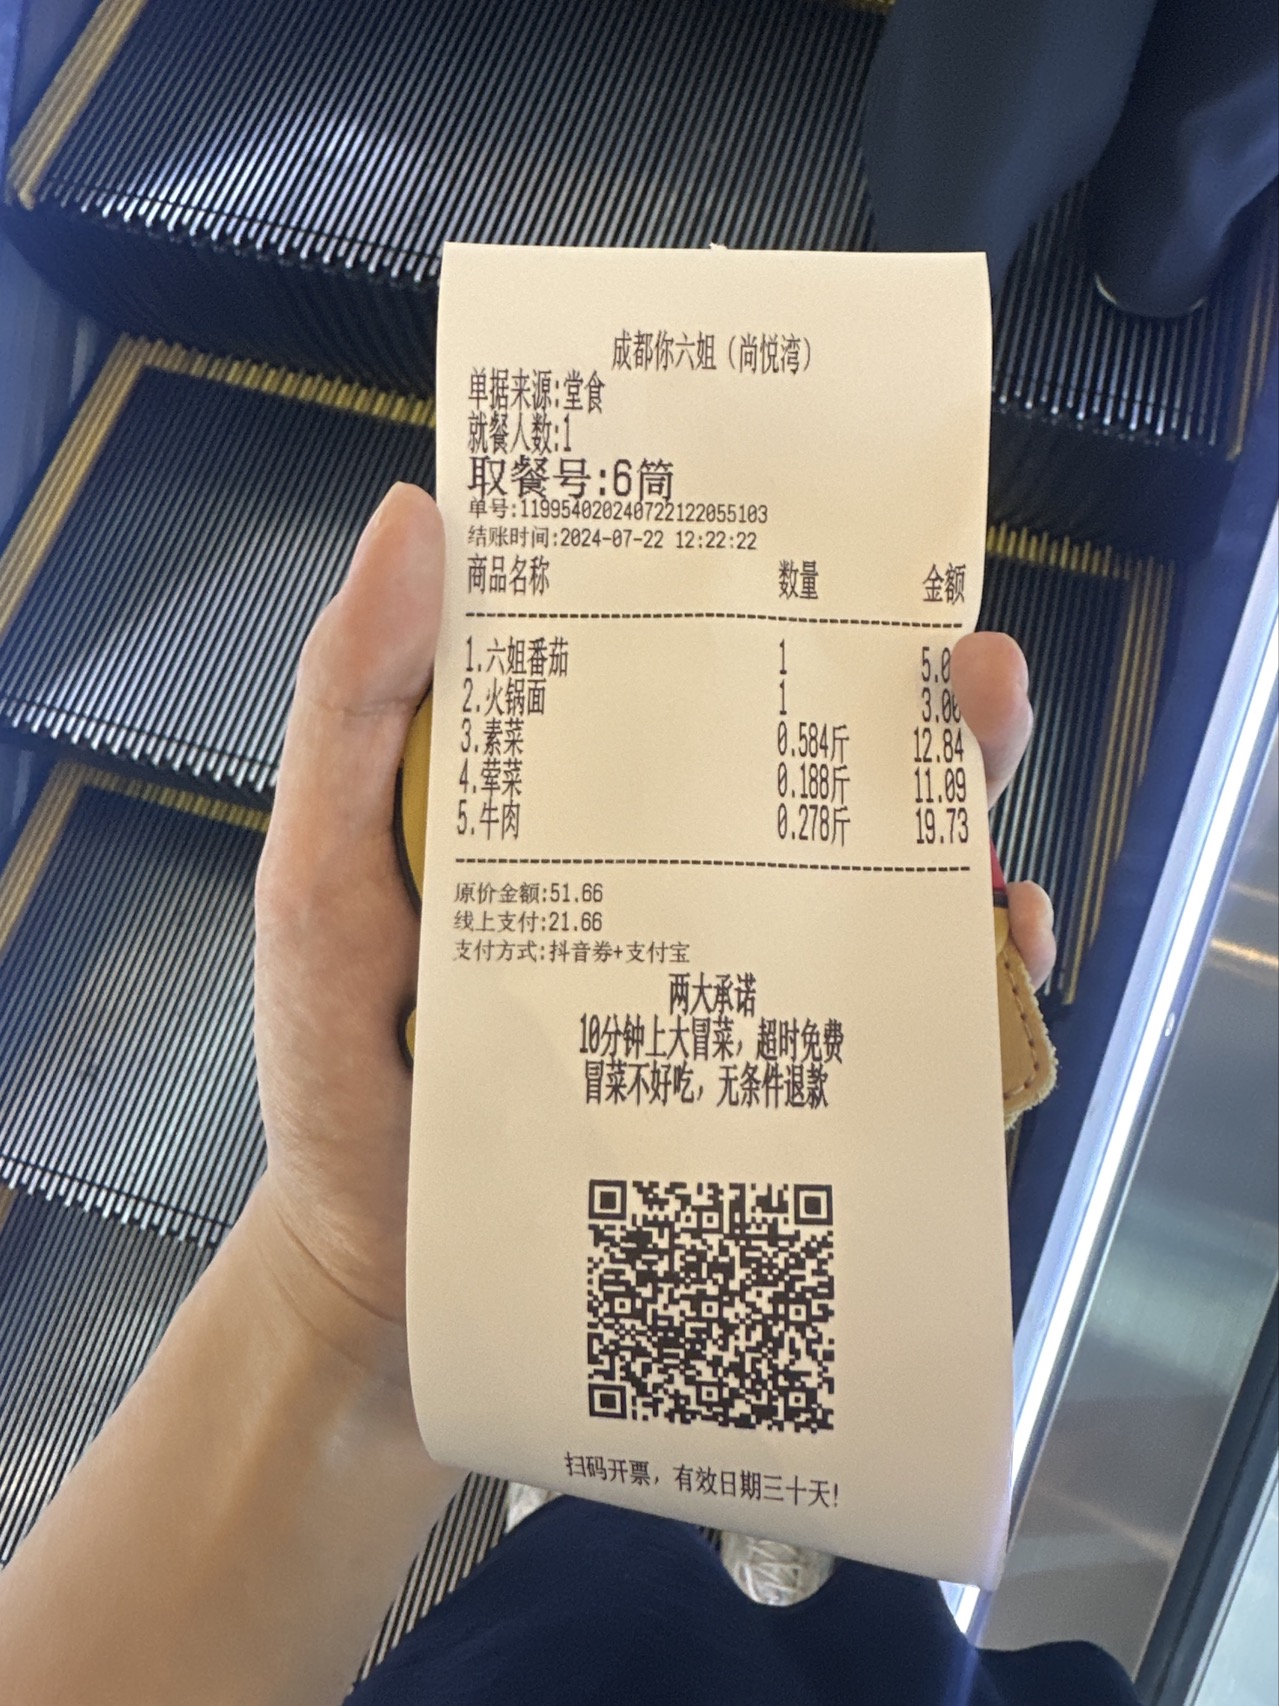 成都你六姐（尚悦湾）
单据来源:堂食
就餐人数:1
取餐号:6筒
单号:119954020240722122055103
结账时间:2024-07-22 12:22:22
商品名称 数量 金额
1.六姐番茄 1 5.0
2.火锅面 1 3.00
3.素菜 0.584斤 12.84
4.荤菜 0.188斤 11.09
5.牛肉 0.278斤 19.73
原价金额:51.66
线上支付:21.66
支付方式:抖音券+支付宝
两大承诺
10分钟上大冒菜，超时免费
冒菜不好吃，无条件退款
扫码开票，有效日期三十天!